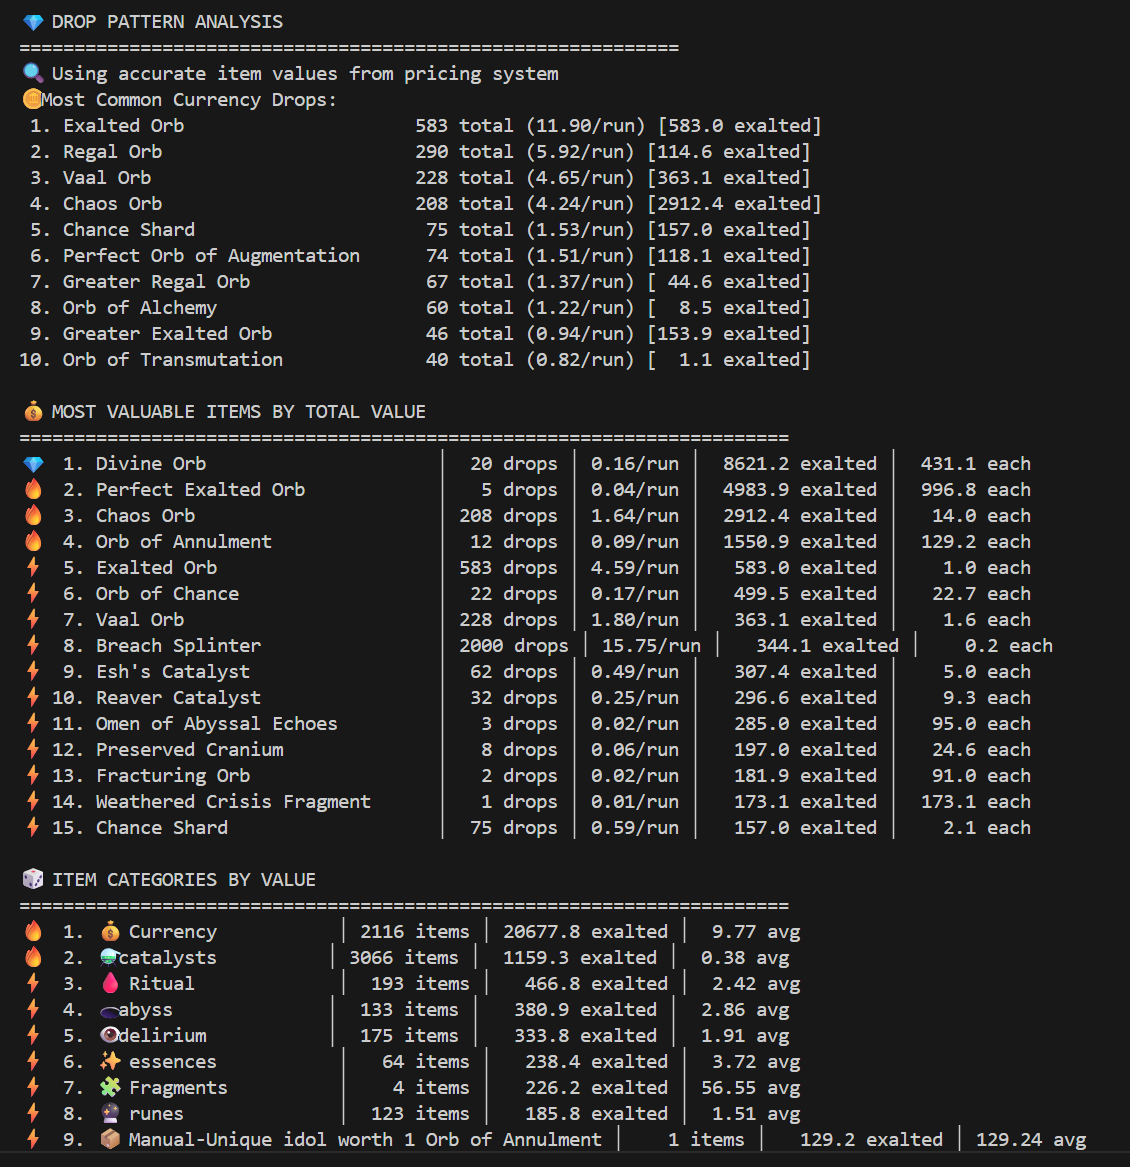 💎 DROP PATTERN ANALYSIS
============================================================
🔍 Using accurate item values from pricing system
🪙Most Common Currency Drops:
1. Exalted Orb 583 total (11.90/run) [583.0 exalted]
2. Regal Orb 290 total (5.92/run) [114.6 exalted]
3. Vaal Orb 228 total (4.65/run) [363.1 exalted]
4. Chaos Orb 208 total (4.24/run) [2912.4 exalted]
5. Chance Shard 75 total (1.53/run) [157.0 exalted]
6. Perfect Orb of Augmentation 74 total (1.51/run) [118.1 exalted]
7. Greater Regal Orb 67 total (1.37/run) [ 44.6 exalted]
8. Orb of Alchemy 60 total (1.22/run) [  8.5 exalted]
9. Greater Exalted Orb 46 total (0.94/run) [153.9 exalted]
10. Orb of Transmutation 40 total (0.82/run) [  1.1 exalted]
💰 MOST VALUABLE ITEMS BY TOTAL VALUE
======================================================================
💎 1. Divine Orb │ 20 drops │ 0.16/run │ 8621.2 exalted │ 431.1 each
🔥 2. Perfect Exalted Orb │ 5 drops │ 0.04/run │ 4983.9 exalted │ 996.8 each
🔥 3. Chaos Orb │ 208 drops │ 1.64/run │ 2912.4 exalted │ 14.0 each
🔥 4. Orb of Annulment │ 12 drops │ 0.09/run │ 1550.9 exalted │ 129.2 each
⚡ 5. Exalted Orb │ 583 drops │ 4.59/run │ 583.0 exalted │ 1.0 each
⚡ 6. Orb of Chance │ 22 drops │ 0.17/run │ 499.5 exalted │ 22.7 each
⚡ 7. Vaal Orb │ 228 drops │ 1.80/run │ 363.1 exalted │ 1.6 each
⚡ 8. Breach Splinter │ 2000 drops │ 15.75/run │ 344.1 exalted │ 0.2 each
⚡ 9. Esh's Catalyst │ 62 drops │ 0.49/run │ 307.4 exalted │ 5.0 each
⚡ 10. Reaver Catalyst │ 32 drops │ 0.25/run │ 296.6 exalted │ 9.3 each
⚡ 11. Omen of Abyssal Echoes │ 3 drops │ 0.02/run │ 285.0 exalted │ 95.0 each
⚡ 12. Preserved Cranium │ 8 drops │ 0.06/run │ 197.0 exalted │ 24.6 each
⚡ 13. Fracturing Orb │ 2 drops │ 0.02/run │ 181.9 exalted │ 91.0 each
⚡ 14. Weathered Crisis Fragment │ 1 drops │ 0.01/run │ 173.1 exalted │ 173.1 each
⚡ 15. Chance Shard │ 75 drops │ 0.59/run │ 157.0 exalted │ 2.1 each
🎲 ITEM CATEGORIES BY VALUE
======================================================================
🔥 1. 💰 Currency │ 2116 items │ 20677.8 exalted │ 9.77 avg
🔥 2. ⚗️catalysts │ 3066 items │ 1159.3 exalted │ 0.38 avg
⚡ 3. 🩸 Ritual │ 193 items │ 466.8 exalted │ 2.42 avg
⚡ 4. 🕳️abyss │ 133 items │ 380.9 exalted │ 2.86 avg
⚡ 5. 👁️delirium │ 175 items │ 333.8 exalted │ 1.91 avg
⚡ 6. ✨ essences │ 64 items │ 238.4 exalted │ 3.72 avg
⚡ 7. 🧩 Fragments │ 4 items │ 226.2 exalted │ 56.55 avg
⚡ 8. 🔮 runes │ 123 items │ 185.8 exalted │ 1.51 avg
⚡ 9. 📦 Manual-Unique idol worth 1 Orb of Annulment │ 1 items │ 129.2 exalted │ 129.24 avg